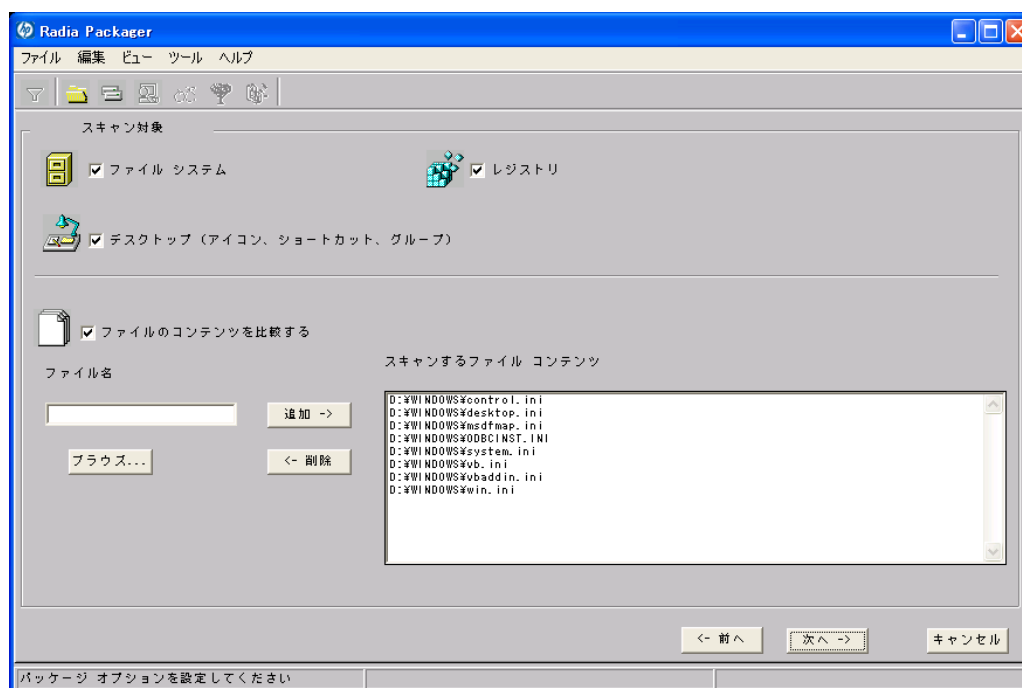 Radia Packager
ファイル 編集 ビュー ツール ヘルプ
スキャン対象
ファイル システム
レジストリ
デスクトップ (アイコン、ショートカット、グループ)
ファイルのコンテンツを比較する
ファイル名
スキャンするファイル コンテンツ
追加 ->
ブラウズ...
<- 削除
D:¥WINDOWS¥control.ini
D:¥WINDOWS¥desktop.ini
D:¥WINDOWS¥msdfmap.ini
D:¥WINDOWS¥ODBCINST.INI
D:¥WINDOWS¥system.ini
D:¥WINDOWS¥vb.ini
D:¥WINDOWS¥vbaddin.ini
D:¥WINDOWS¥win.ini
<- 前へ
次へ ->
キャンセル
パッケージ オプションを設定してください